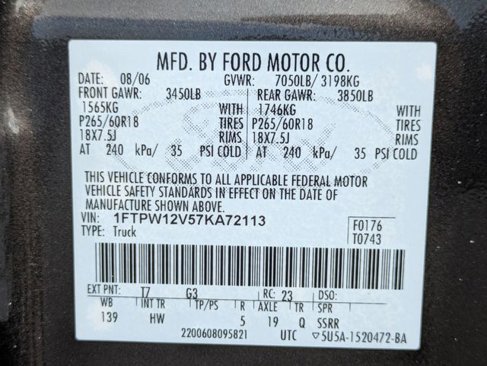 MFD. BY FORD MOTOR CO.
DATE: 08/06 GVWR: 7050LB/ 3198KG
FRONT GAWR: 3450LB REAR GAWR: 3850LB
1565KG WITH 1746KG WITH
P265/60R18 TIRES P265/60R18 TIRES
18X7.5J RIMS 18X7.5J RIMS
AT 240 kPa/ 35 PSI COLD AT 240 kPa/ 35 PSI COLD
THIS VEHICLE CONFORMS TO ALL APPLICABLE FEDERAL MOTOR
VEHICLE SAFETY STANDARDS IN EFFECT ON THE DATE OF
MANUFACTURE SHOWN ABOVE.
VIN: 1FTPW12V57KA72113 F0176
TYPE: Truck T0743
EXT PNT: T7 G3 RC: 23 DSO:
WB INT TR TP/PS R AXLE TR SPR
139 HW 5 19 Q SSRR
2200608095821 UTC 5U5A-1520472-BA